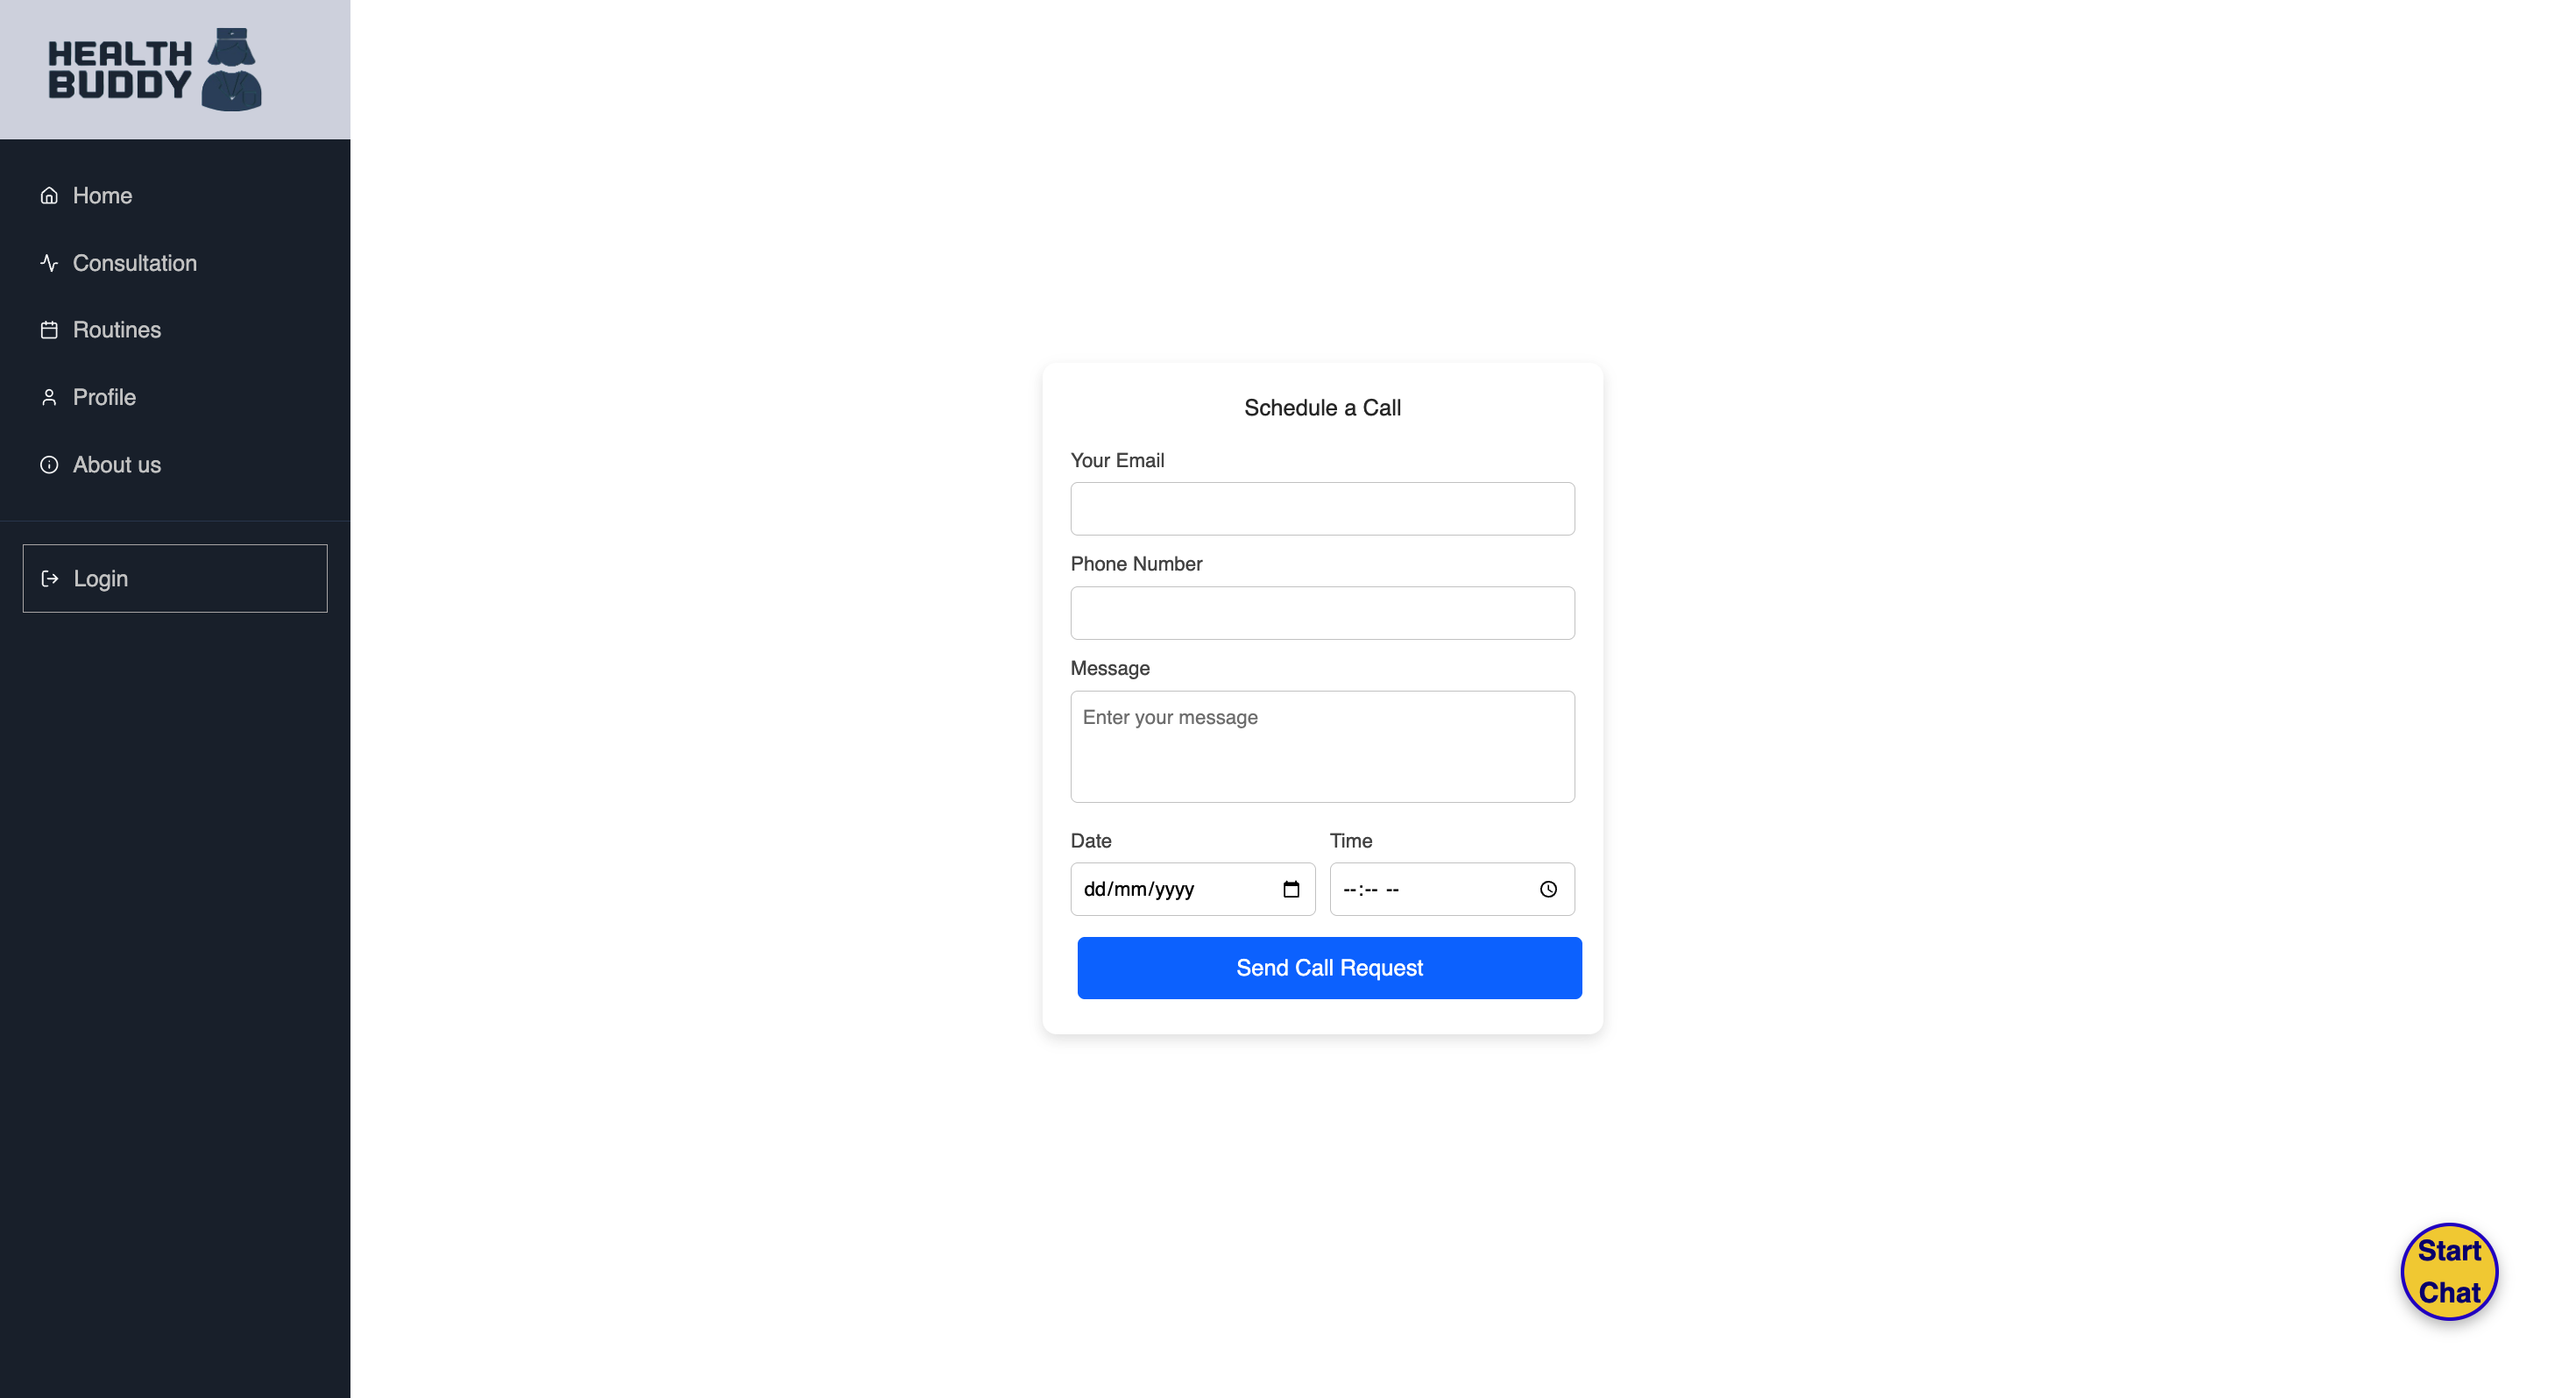 HEALTH
BUDDY
Home
Consultation
Routines
Profile
About us
Login
Schedule a Call
Your Email
Phone Number
Message
Enter your message
Date Time
dd/mm/yyyy --:-- --
Send Call Request
Start
Chat